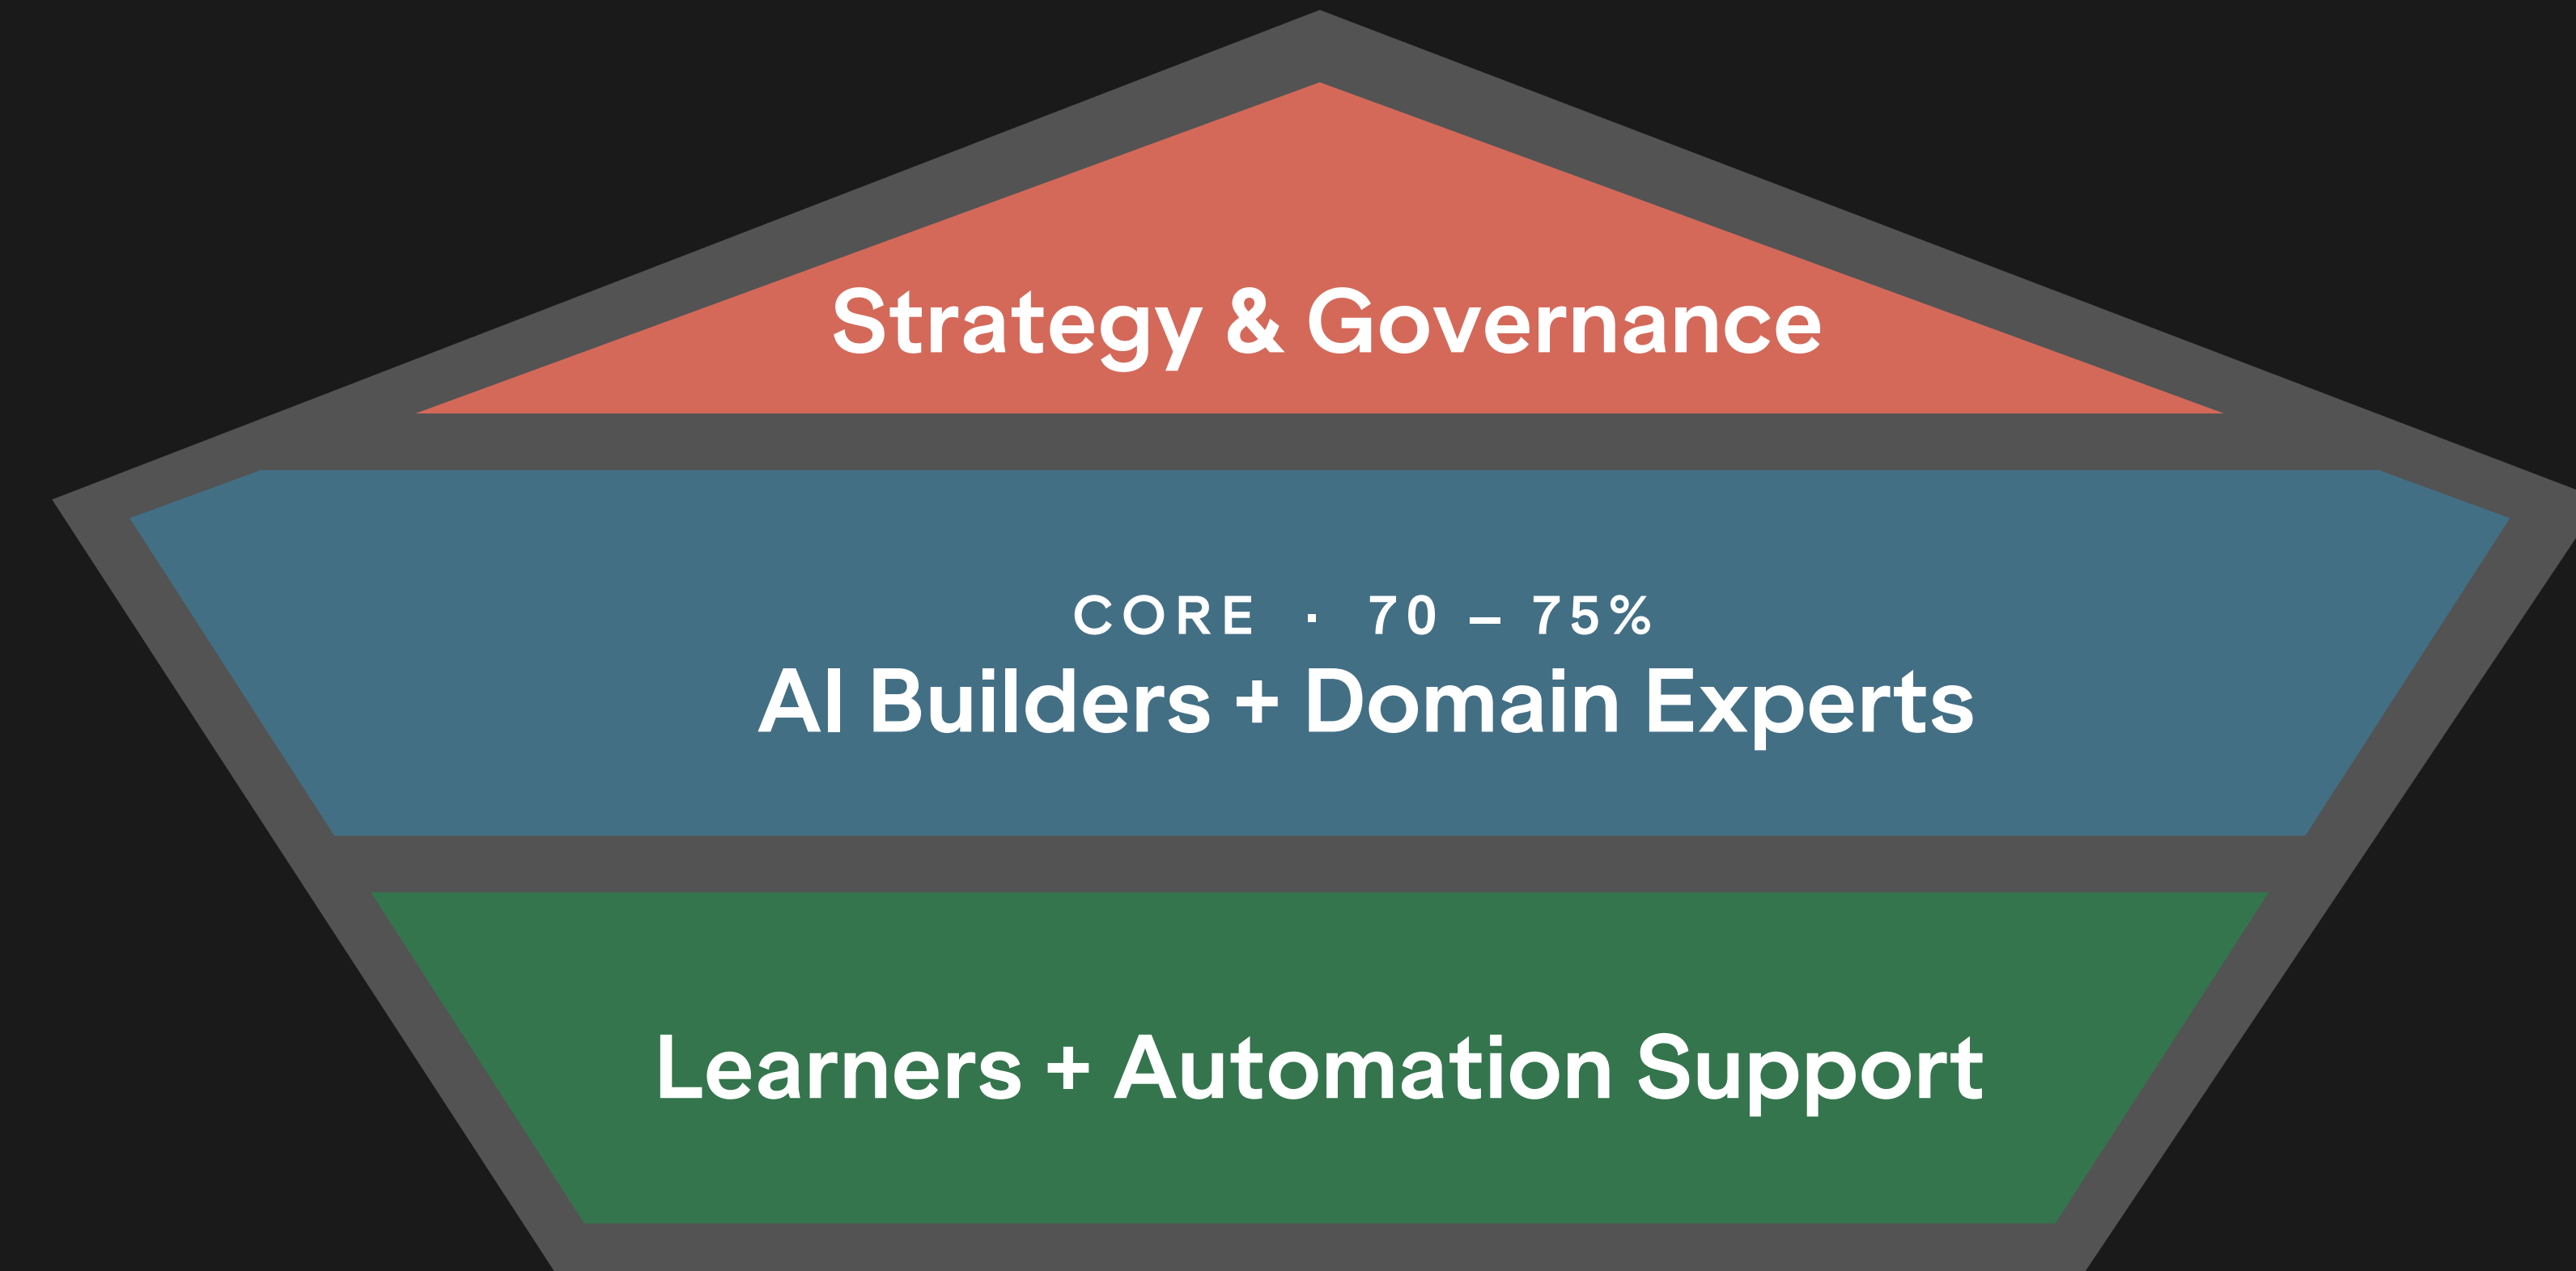 Strategy & Governance
CORE · 70 – 75%
AI Builders + Domain Experts
Learners + Automation Support